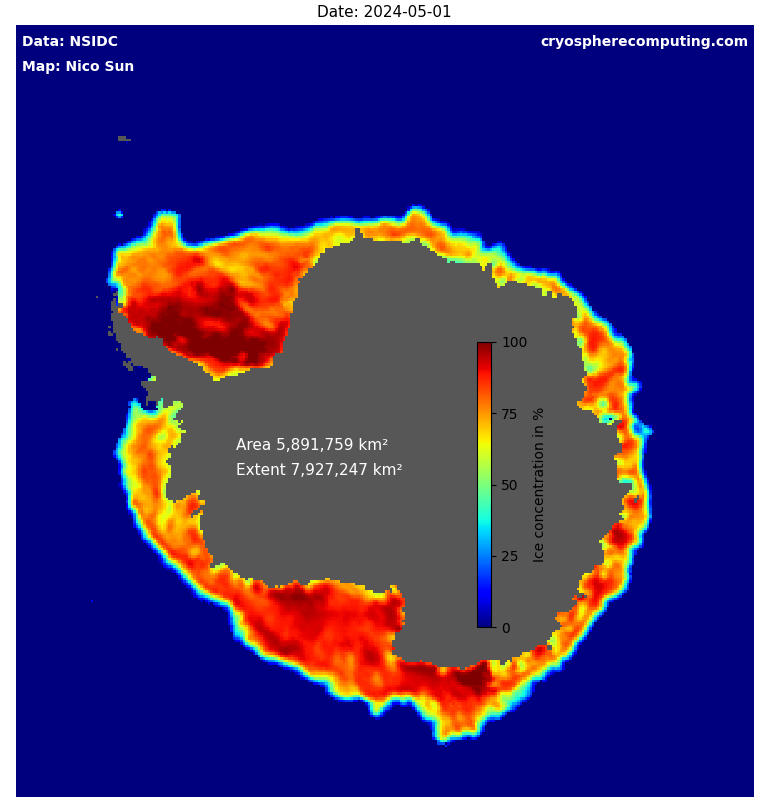 Date: 2024-05-01
Data: NSIDC
cryospherecomputing.com
Map: Nico Sun
100
75
50
25
0
Ice concentration in %
Area 5,891,759 km²
Extent 7,927,247 km²